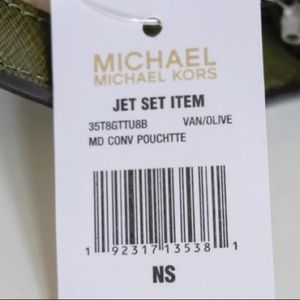 MICHAEL
MICHAEL KORS
JET SET ITEM
35T8GTTU8B VAN/OLIVE
MD CONV POUCHTTE
1 92317 13538 1
NS